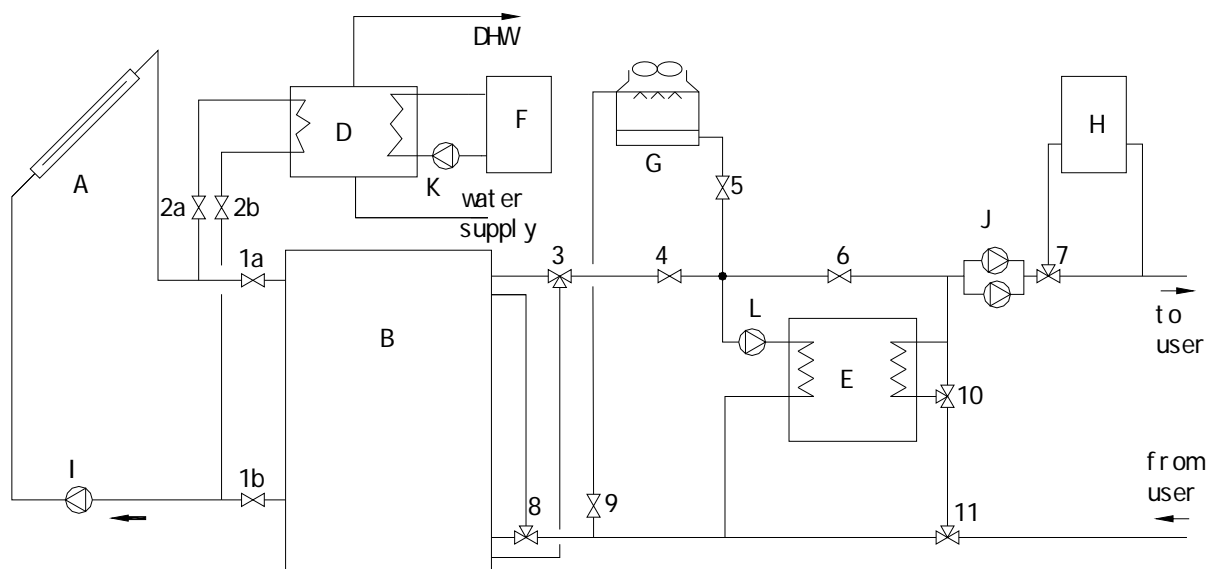 DHW
A
D
F
K
G
H
water
supply
2a
2b
5
J
1a
3
4
6
7
L
to
user
B
E
10
from
user
I
1b
8
9
11